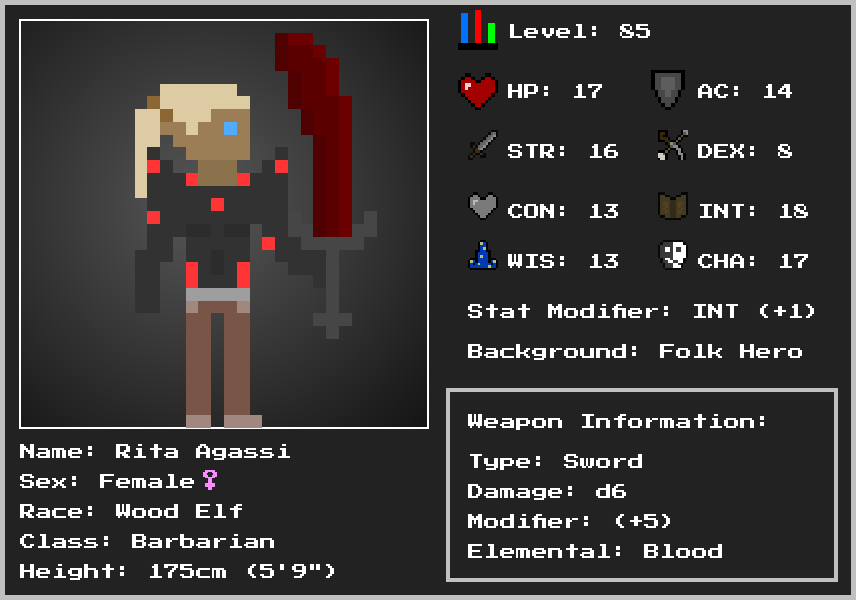 Level: 85
HP: 17 AC: 14
STR: 16 DEX: 8
CON: 13 INT: 18
WIS: 13 CHA: 17
Stat Modifier: INT (+1)
Background: Folk Hero
Name: Rita Agassi
Sex: Female♀
Race: Wood Elf
Class: Barbarian
Height: 175cm (5'9")
Weapon Information:
Type: Sword
Damage: d6
Modifier: (+5)
Elemental: Blood